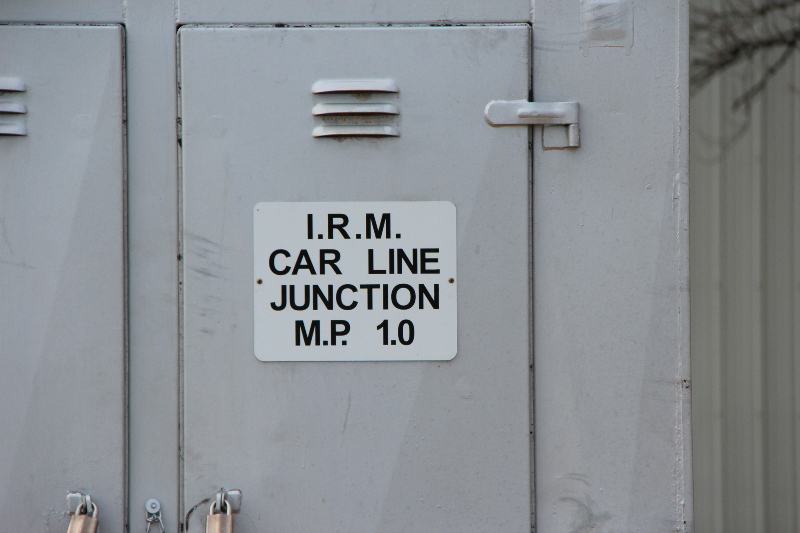 I.R.M.
CAR LINE
JUNCTION
M.P. 1.0